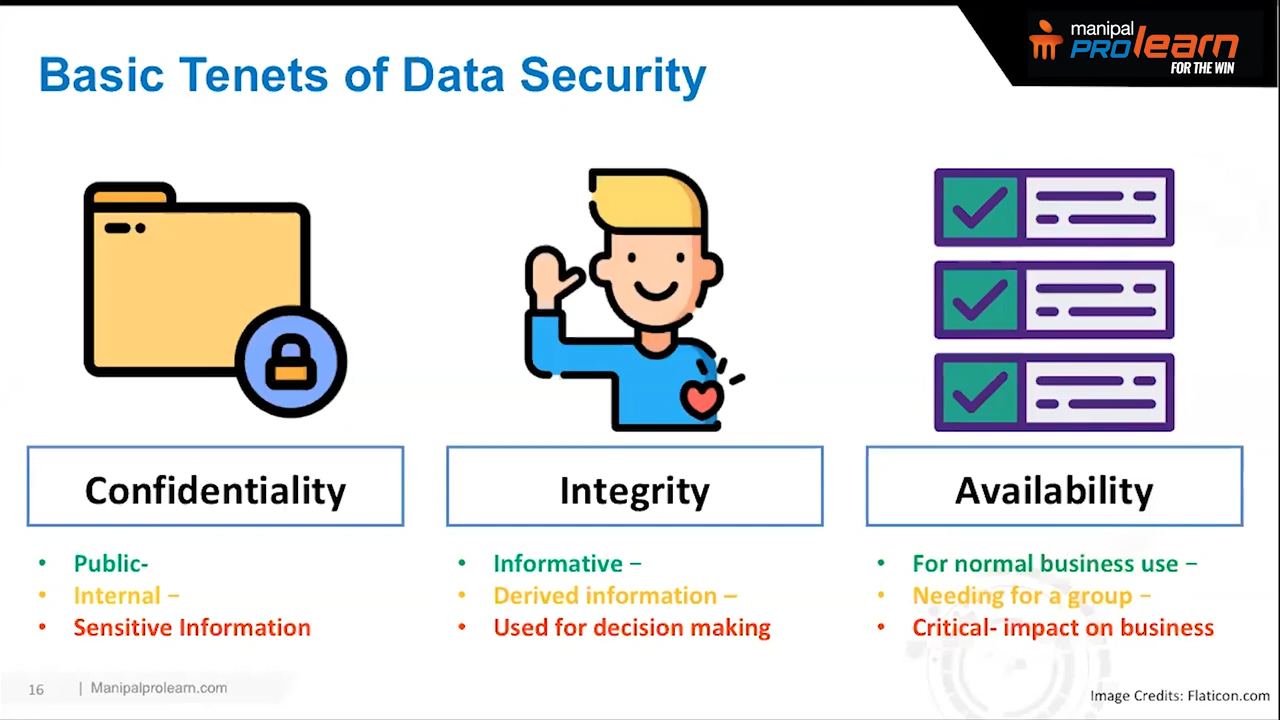 manipal
PROlearn
FOR THE WIN
Basic Tenets of Data Security
Confidentiality
• Public-
• Internal –
• Sensitive Information
Integrity
• Informative –
• Derived information –
• Used for decision making
Availability
• For normal business use –
• Needing for a group –
• Critical- impact on business
16 | Manipalprolearn.com
Image Credits: Flaticon.com